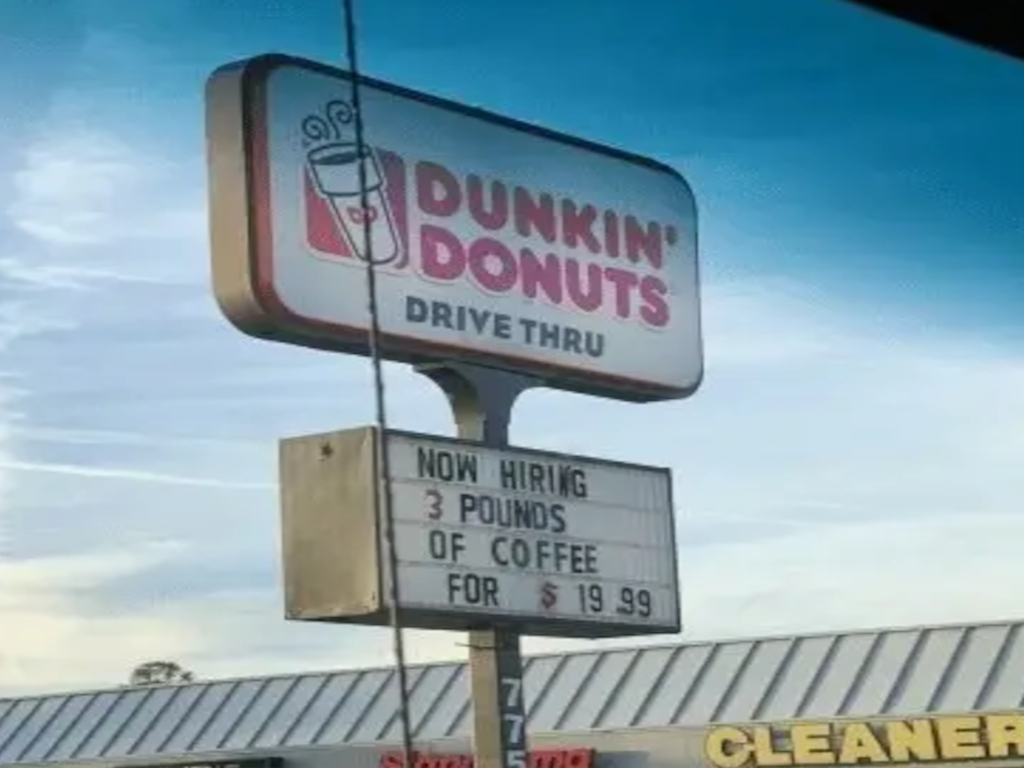 DUNKIN'
DONUTS
DRIVE THRU
NOW HIRING
3 POUNDS
OF COFFEE
FOR $ 19.99
775
CLEANER